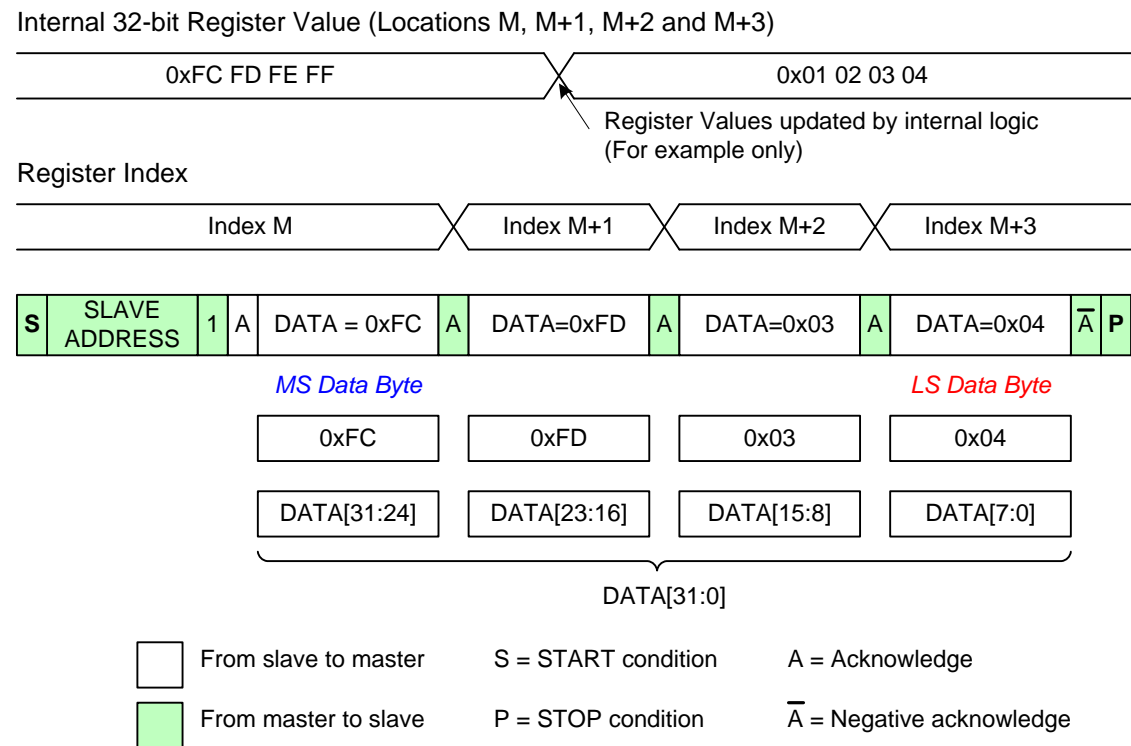 Internal 32-bit Register Value (Locations M, M+1, M+2 and M+3)
0xFC FD FE FF
0x01 02 03 04
Register Values updated by internal logic
(For example only)
Register Index
Index M
Index M+1
Index M+2
Index M+3
S
SLAVE
ADDRESS
1
A
DATA = 0xFC
A
DATA=0xFD
A
DATA=0x03
A
DATA=0x04
A̅
P
MS Data Byte
LS Data Byte
0xFC
0xFD
0x03
0x04
DATA[31:24]
DATA[23:16]
DATA[15:8]
DATA[7:0]
DATA[31:0]
From slave to master
S = START condition
A = Acknowledge
From master to slave
P = STOP condition
A̅ = Negative acknowledge